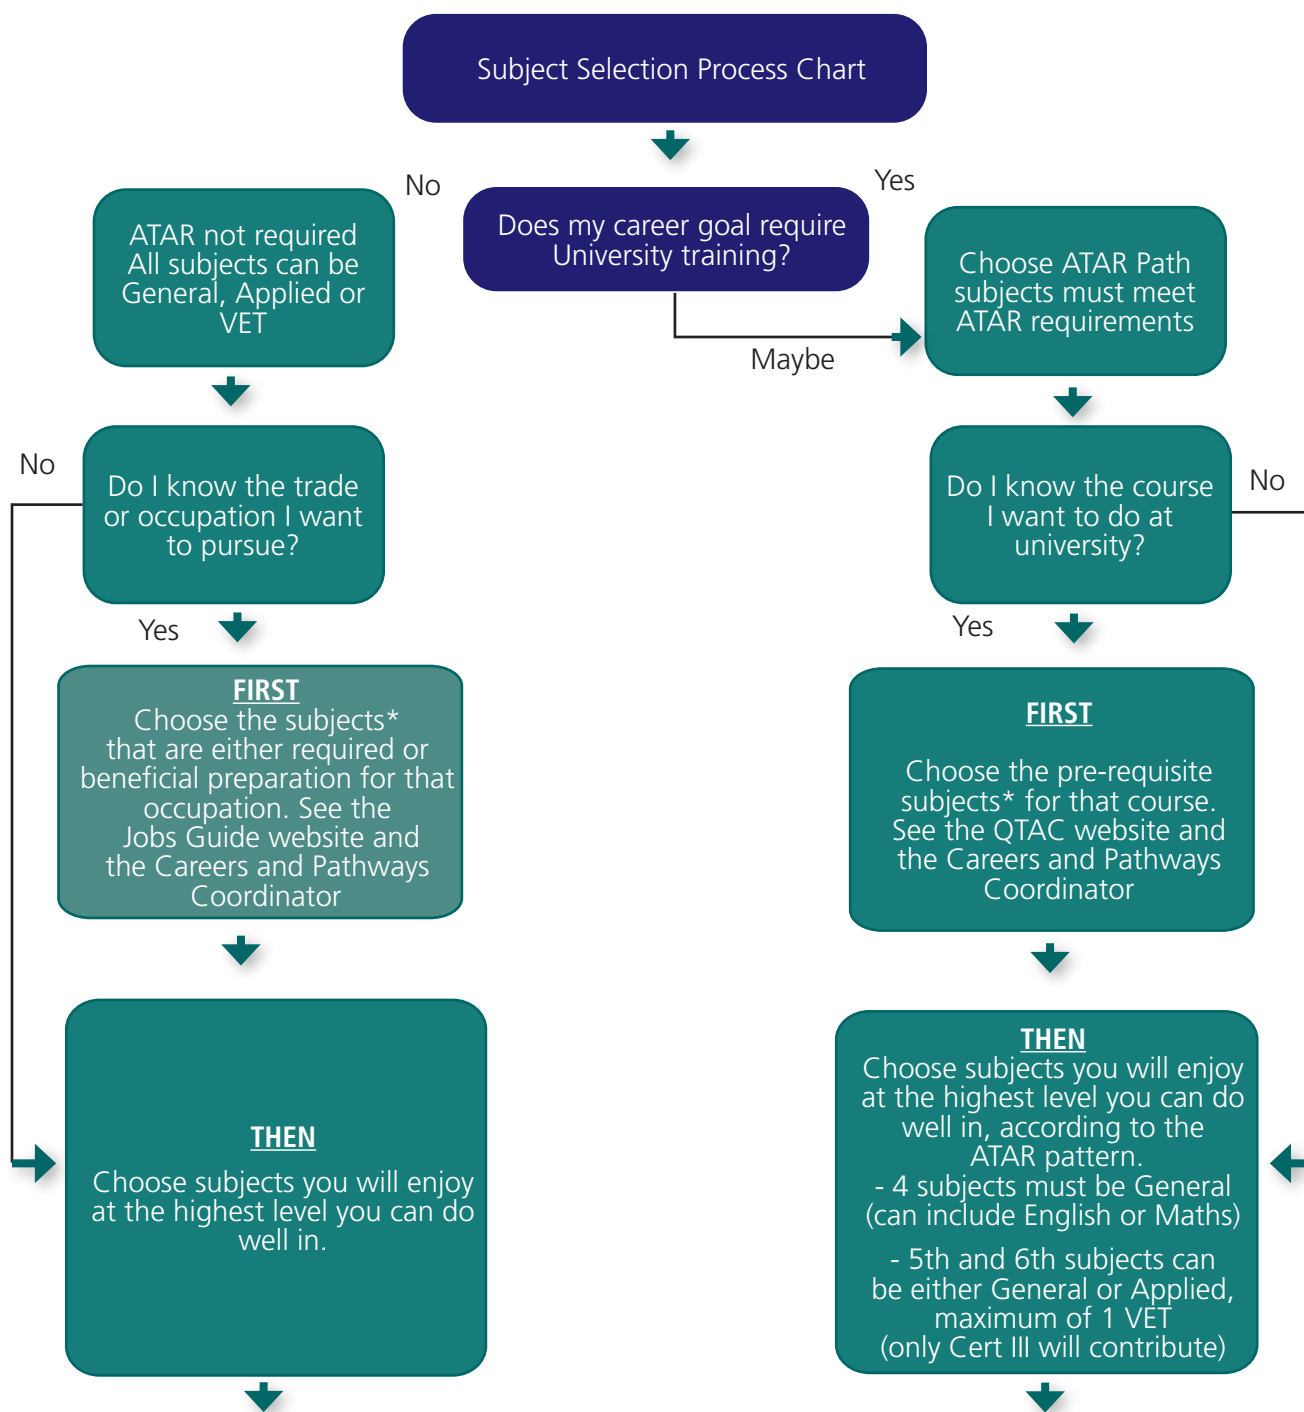 Subject Selection Process Chart
No
Yes
Does my career goal require
University training?
Maybe
ATAR not required
All subjects can be
General, Applied or
VET
Choose ATAR Path
subjects must meet
ATAR requirements
No
Do I know the trade
or occupation I want
to pursue?
Yes
Do I know the course
I want to do at
university?
No
Yes
FIRST
Choose the subjects*
that are either required or
beneficial preparation for that
occupation. See the
Jobs Guide website and
the Careers and Pathways
Coordinator
FIRST
Choose the pre-requisite
subjects* for that course.
See the QTAC website and
the Careers and Pathways
Coordinator
THEN
Choose subjects you will enjoy
at the highest level you can do
well in.
THEN
Choose subjects you will enjoy
at the highest level you can do
well in, according to the
ATAR pattern.
- 4 subjects must be General
(can include English or Maths)
- 5th and 6th subjects can
be either General or Applied,
maximum of 1 VET
(only Cert III will contribute)